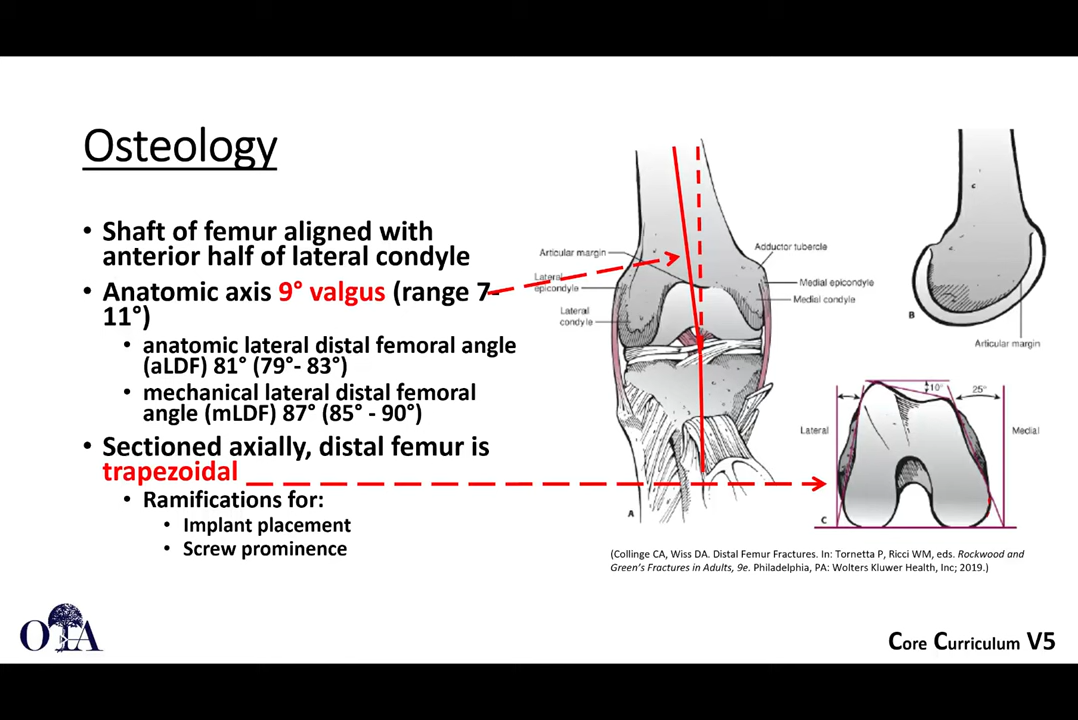 Osteology
• Shaft of femur aligned with
anterior half of lateral condyle
• Anatomic axis 9° valgus (range 7-
11°)
• anatomic lateral distal femoral angle
(aLDF) 81° (79°- 83°)
• mechanical lateral distal femoral
angle (mLDF) 87° (85° - 90°)
• Sectioned axially, distal femur is
trapezoidal
• Ramifications for:
• Implant placement
• Screw prominence
Articular margin
Lateral
epicondyle
Lateral
condyle
Adductor tubercle
Medial epicondyle
Medial condyle
A
c
B
Articular margin
10°
25°
Lateral
Medial
C
(Collinge CA, Wiss DA. Distal Femur Fractures. In: Tornetta P, Ricci WM, eds. Rockwood and
Green's Fractures in Adults, 9e. Philadelphia, PA: Wolters Kluwer Health, Inc; 2019.)
OTA
Core Curriculum V5